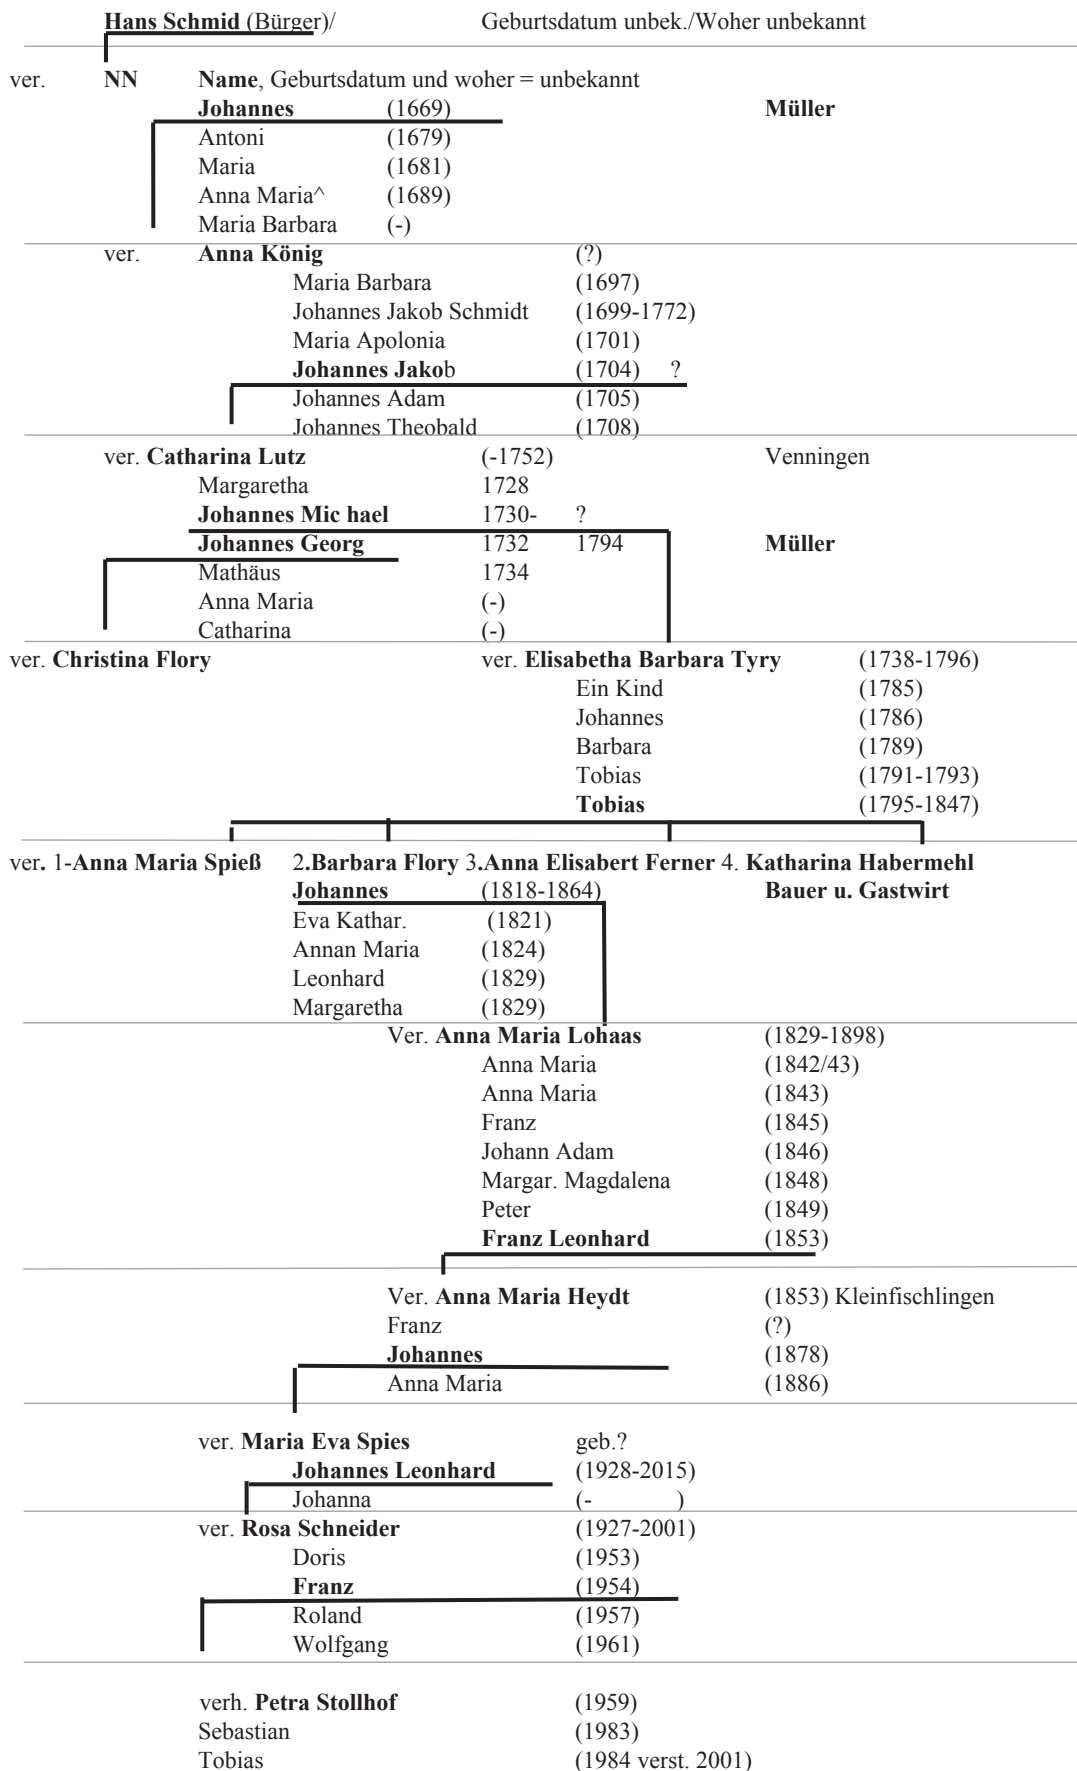 Hans Schmid (Bürger)/ Geburtsdatum unbek./Woher unbekannt
ver. NN Name, Geburtsdatum und woher = unbekannt
Johannes (1669) Müller
Antoni (1679)
Maria (1681)
Anna Maria^ (1689)
Maria Barbara (-)
ver. Anna König (?)
Maria Barbara (1697)
Johannes Jakob Schmidt (1699-1772)
Maria Apolonia (1701)
Johannes Jakob (1704) ?
Johannes Adam (1705)
Johannes Theobald (1708)
ver. Catharina Lutz (-1752) Venningen
Margaretha 1728
Johannes Mic hael 1730- ?
Johannes Georg 1732 1794 Müller
Mathäus 1734
Anna Maria (-)
Catharina (-)
ver. Christina Flory ver. Elisabetha Barbara Tyry (1738-1796)
Ein Kind (1785)
Johannes (1786)
Barbara (1789)
Tobias (1791-1793)
Tobias (1795-1847)
ver. 1-Anna Maria Spieß 2.Barbara Flory 3.Anna Elisabert Ferner 4. Katharina Habermehl
Johannes (1818-1864) Bauer u. Gastwirt
Eva Kathar. (1821)
Annan Maria (1824)
Leonhard (1829)
Margaretha (1829)
Ver. Anna Maria Lohaas (1829-1898)
Anna Maria (1842/43)
Anna Maria (1843)
Franz (1845)
Johann Adam (1846)
Margar. Magdalena (1848)
Peter (1849)
Franz Leonhard (1853)
Ver. Anna Maria Heydt (1853) Kleinfischlingen
Franz (?)
Johannes (1878)
Anna Maria (1886)
ver. Maria Eva Spies geb.?
Johannes Leonhard (1928-2015)
Johanna (- )
ver. Rosa Schneider (1927-2001)
Doris (1953)
Franz (1954)
Roland (1957)
Wolfgang (1961)
verh. Petra Stollhof (1959)
Sebastian (1983)
Tobias (1984 verst. 2001)